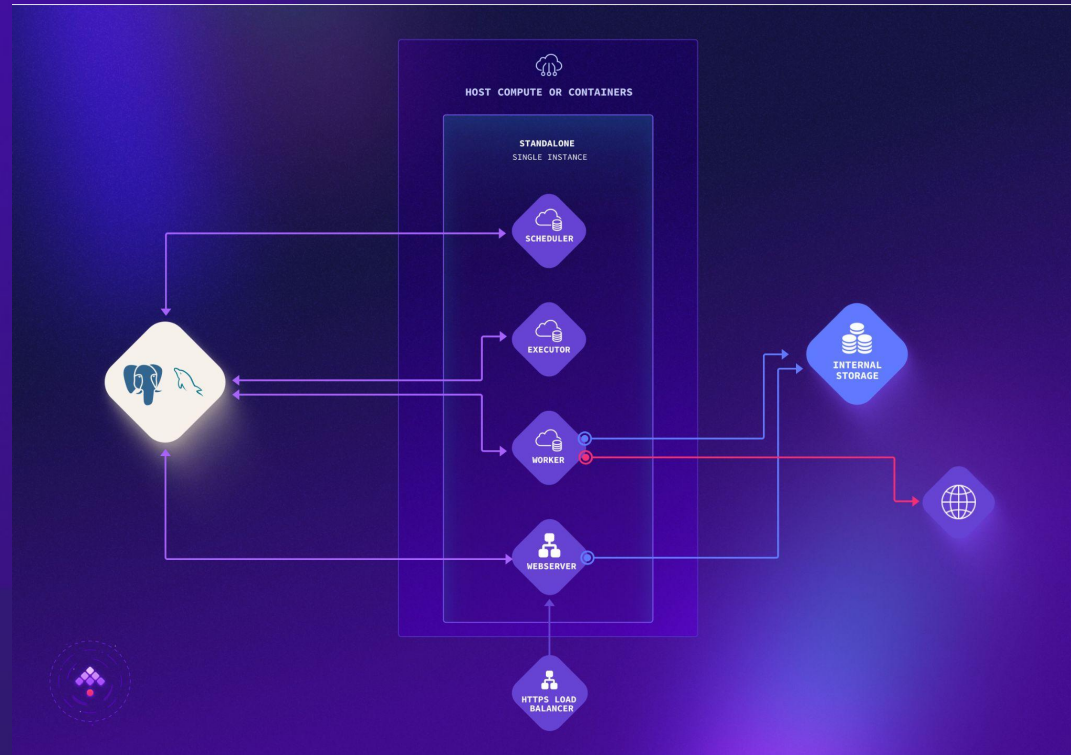 HOST COMPUTE OR CONTAINERS
STANDALONE
SINGLE INSTANCE
SCHEDULER
EXECUTOR
WORKER
WEBSERVER
INTERNAL
STORAGE
HTTPS LOAD
BALANCER